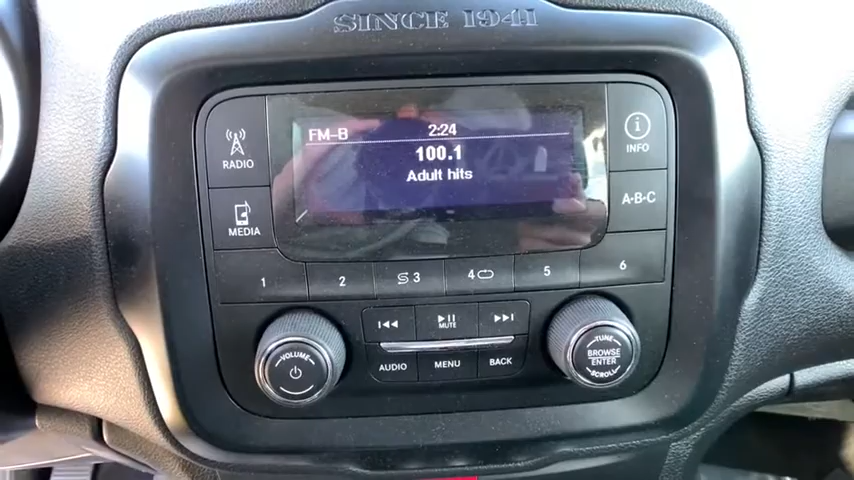 SINCE 1941
FM-B 2:24
100.1
Adult hits
RADIO
MEDIA
i
INFO
A-B-C
1 2 S 3 4 5 6
MUTE
AUDIO MENU BACK
VOLUME
TUNE
BROWSE
ENTER
SCROLL